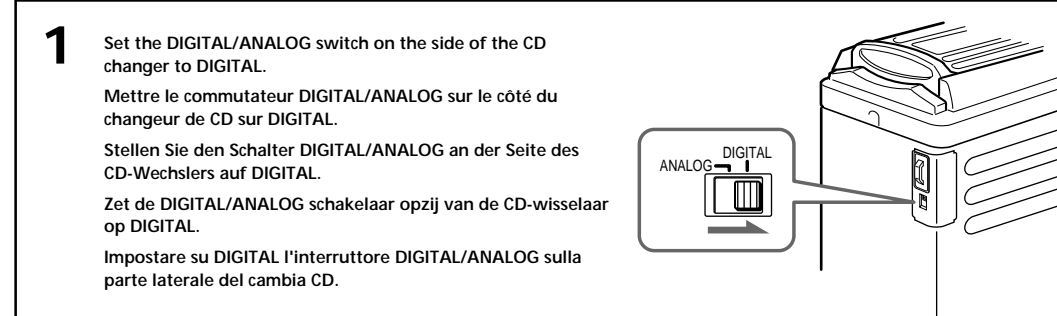 1
Set the DIGITAL/ANALOG switch on the side of the CD
changer to DIGITAL.
Mettre le commutateur DIGITAL/ANALOG sur le côté du
changeur de CD sur DIGITAL.
Stellen Sie den Schalter DIGITAL/ANALOG an der Seite des
CD-Wechslers auf DIGITAL.
Zet de DIGITAL/ANALOG schakelaar opzij van de CD-wisselaar
op DIGITAL.
Impostare su DIGITAL l'interruttore DIGITAL/ANALOG sulla
parte laterale del cambia CD.
DIGITAL
ANALOG